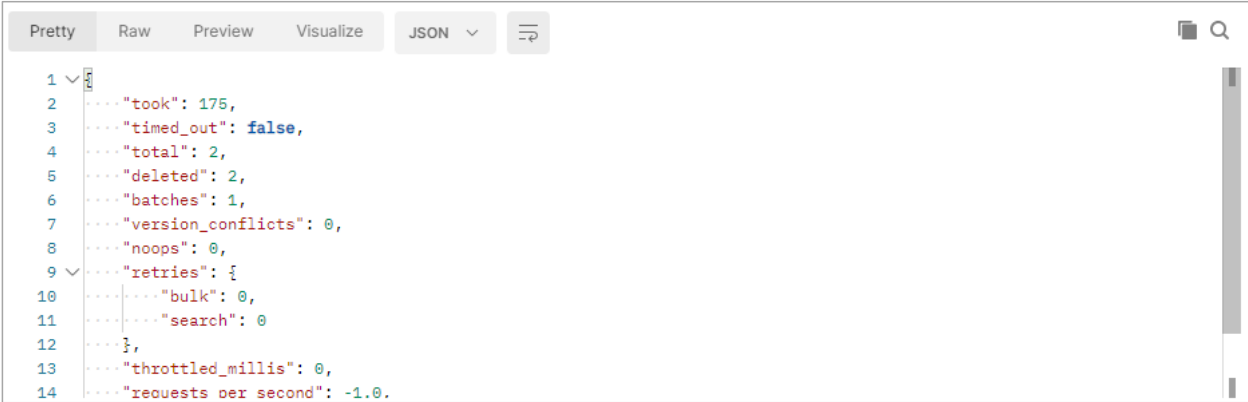 Pretty Raw Preview Visualize JSON
1 {
2 "took": 175,
3 "timed_out": false,
4 "total": 2,
5 "deleted": 2,
6 "batches": 1,
7 "version_conflicts": 0,
8 "noops": 0,
9 "retries": {
10 "bulk": 0,
11 "search": 0
12 },
13 "throttled_millis": 0,
14 "requests_per_second": -1.0,